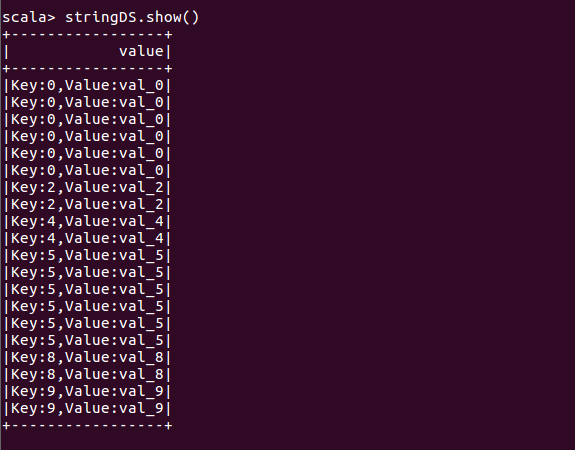 scala> stringDS.show()
+-----------------+
|            value|
+-----------------+
|Key:0,Value:val_0|
|Key:0,Value:val_0|
|Key:0,Value:val_0|
|Key:0,Value:val_0|
|Key:0,Value:val_0|
|Key:0,Value:val_0|
|Key:2,Value:val_2|
|Key:2,Value:val_2|
|Key:4,Value:val_4|
|Key:4,Value:val_4|
|Key:5,Value:val_5|
|Key:5,Value:val_5|
|Key:5,Value:val_5|
|Key:5,Value:val_5|
|Key:5,Value:val_5|
|Key:5,Value:val_5|
|Key:8,Value:val_8|
|Key:8,Value:val_8|
|Key:9,Value:val_9|
|Key:9,Value:val_9|
+-----------------+